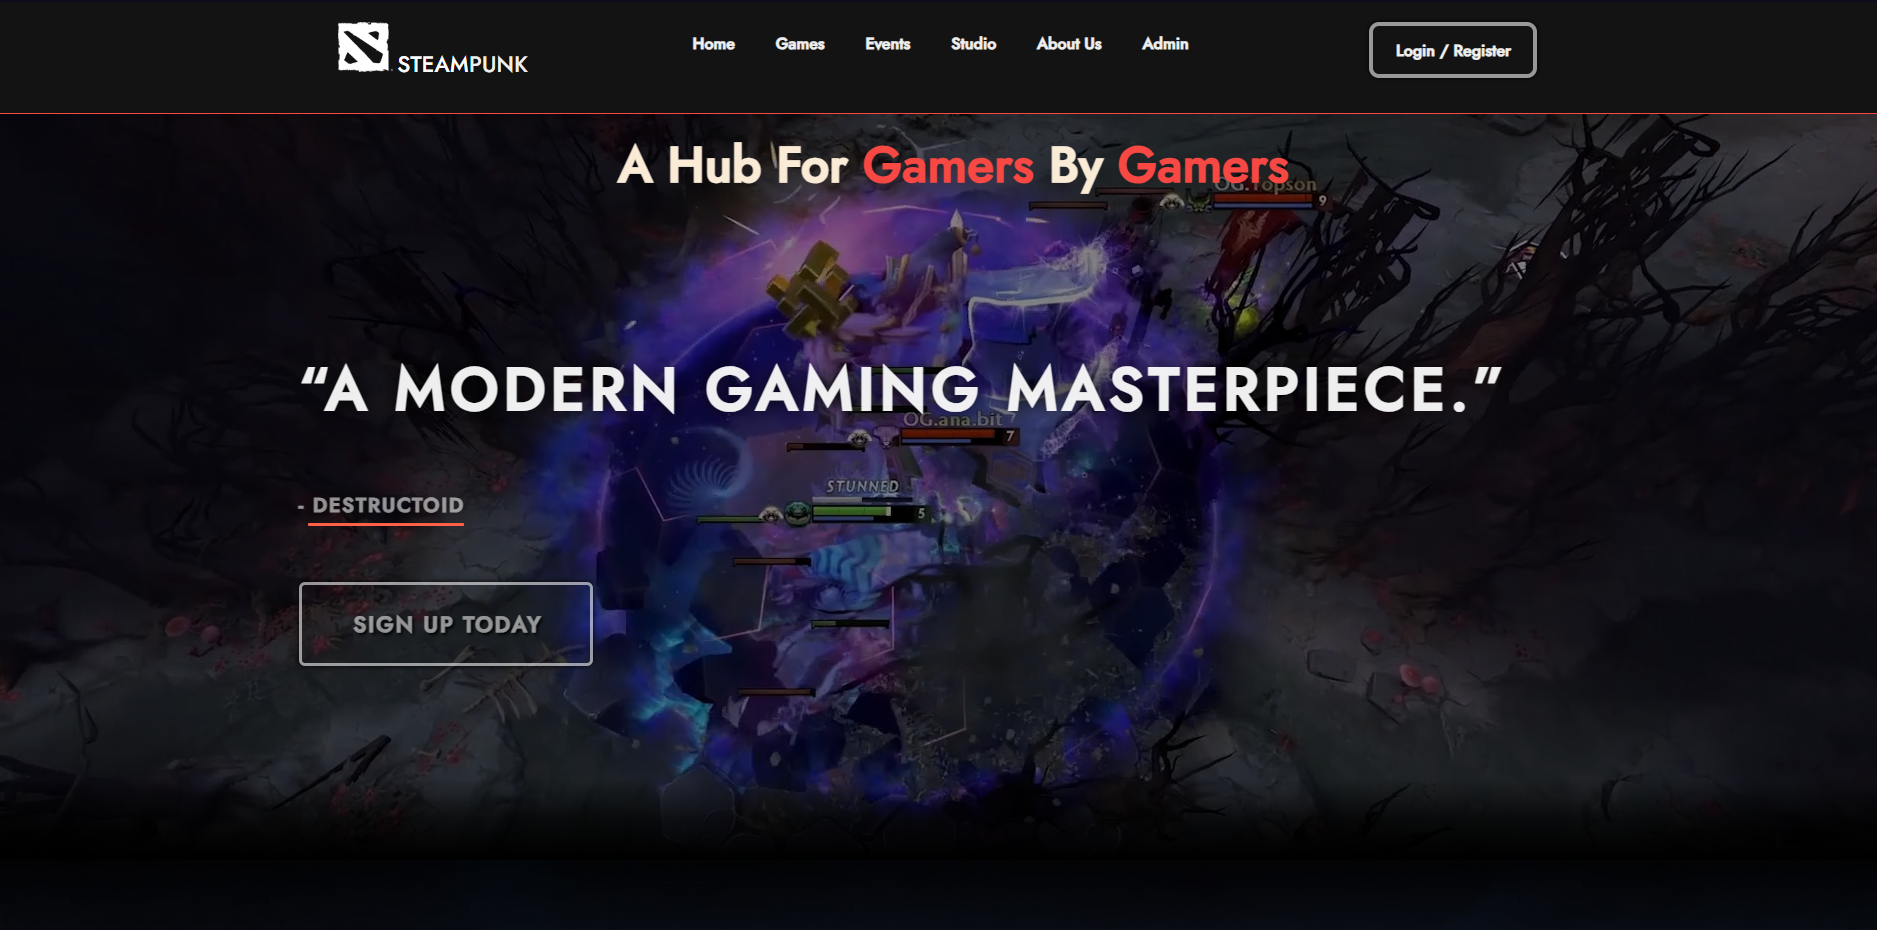 STEAMPUNK
Home Games Events Studio About Us Admin
Login / Register
A Hub For Gamers By Gamers
OG.Topson
9
“A MODERN GAMING MASTERPIECE.”
OG.ana.bit
7
- DESTRUCTOID
STUNNED
5
SIGN UP TODAY